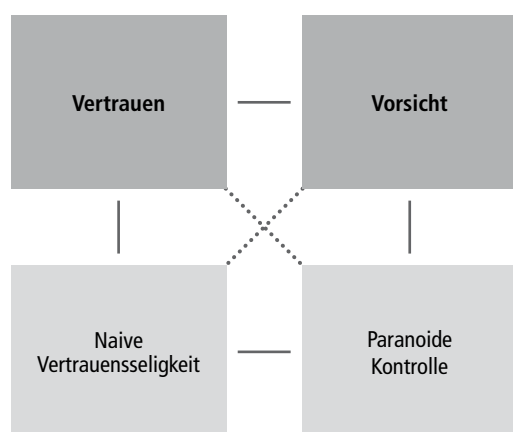 Vertrauen
Vorsicht
Naive
Vertrauensseligkeit
Paranoide
Kontrolle